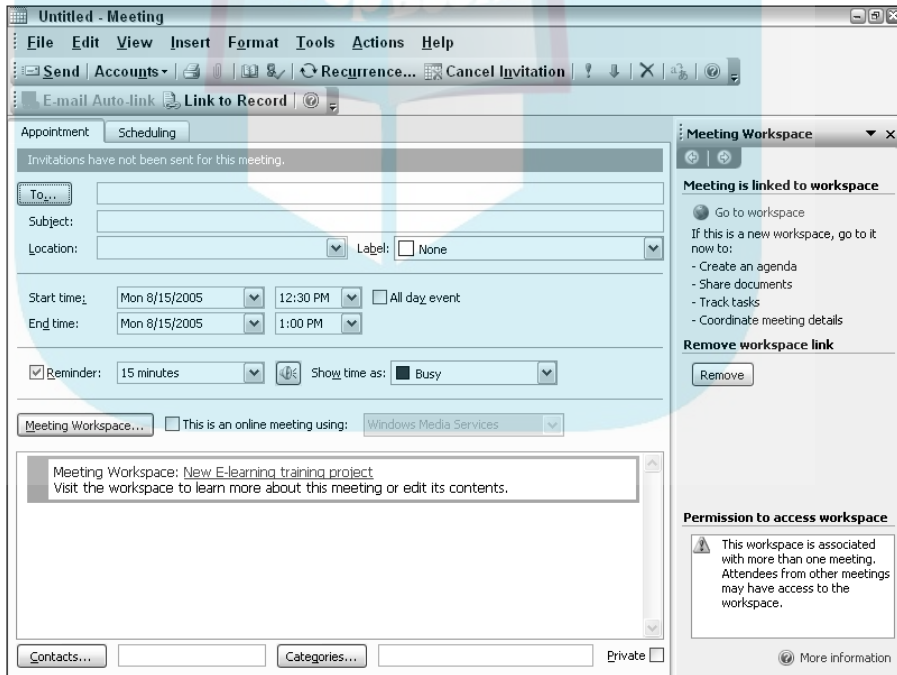 Untitled - Meeting
File Edit View Insert Format Tools Actions Help
Send Accounts Recurrence... Cancel Invitation
E-mail Auto-link Link to Record
Appointment Scheduling
Invitations have not been sent for this meeting.
To...
Subject:
Location: Label: None
Start time: Mon 8/15/2005 12:30 PM All day event
End time: Mon 8/15/2005 1:00 PM
Reminder: 15 minutes Show time as: Busy
Meeting Workspace... This is an online meeting using: Windows Media Services
Meeting Workspace: New E-learning training project
Visit the workspace to learn more about this meeting or edit its contents.
Contacts... Categories... Private
Meeting Workspace
Meeting is linked to workspace
Go to workspace
If this is a new workspace, go to it
now to:
- Create an agenda
- Share documents
- Track tasks
- Coordinate meeting details
Remove workspace link
Remove
Permission to access workspace
This workspace is associated
with more than one meeting.
Attendees from other meetings
may have access to the
workspace.
More information